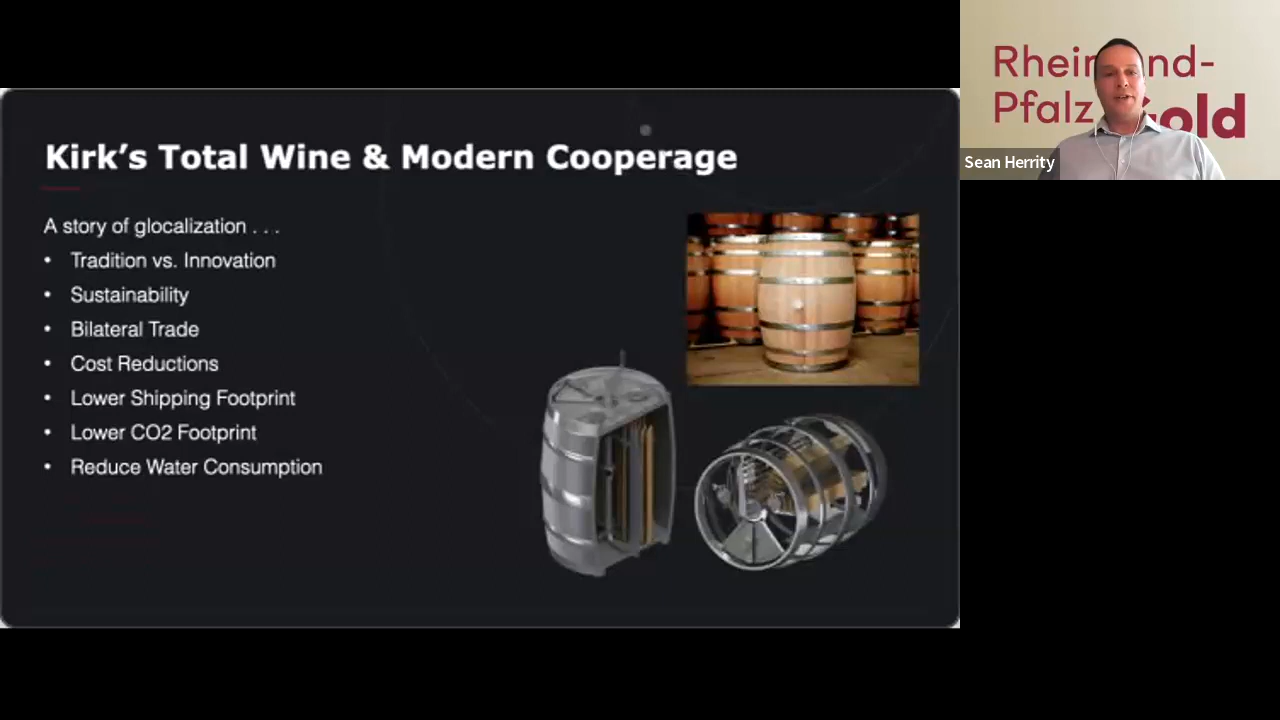 Kirk's Total Wine & Modern Cooperage
A story of glocalization . . .
• Tradition vs. Innovation
• Sustainability
• Bilateral Trade
• Cost Reductions
• Lower Shipping Footprint
• Lower CO2 Footprint
• Reduce Water Consumption
Sean Herrity